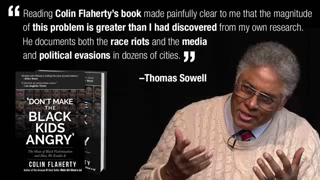 "Reading Colin Flaherty's book made painfully clear to me that the magnitude
of this problem is greater than I had discovered from my own research.
He documents both the race riots and the media
and political evasions in dozens of cities."
–Thomas Sowell
'DON'T MAKE
THE
BLACK
KIDS
ANGRY'
COLIN FLAHERTY